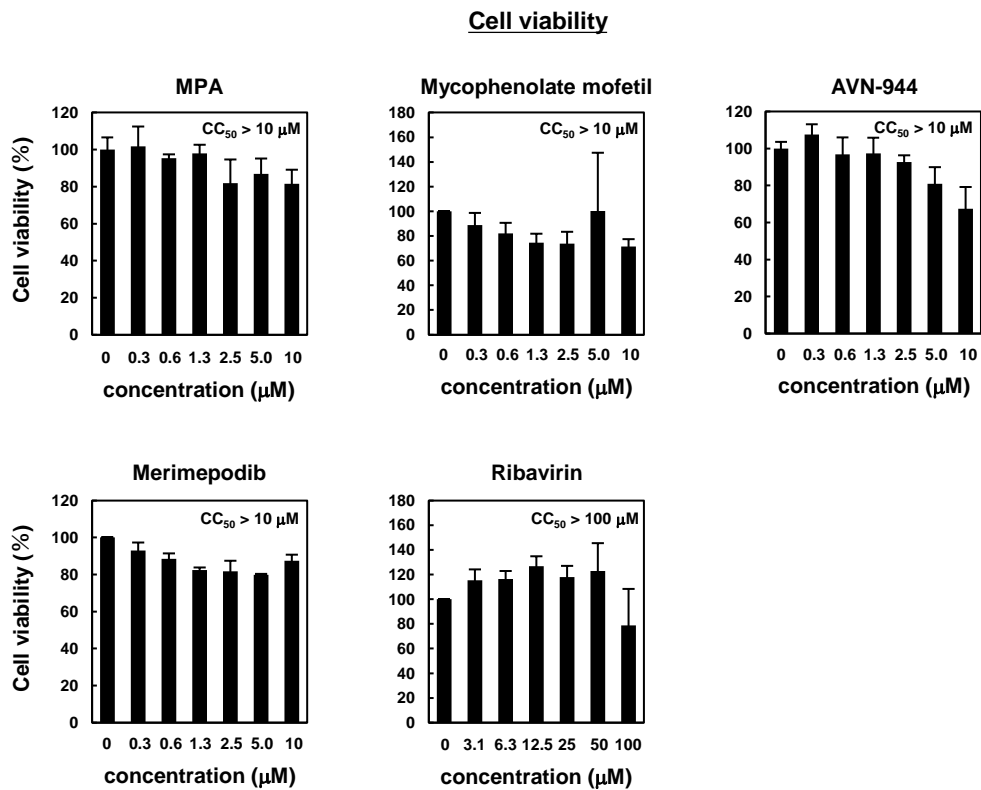 Cell viability
MPA
Cell viability (%)
120
100
80
60
40
20
0
CC₅₀ > 10 μM
0 0.3 0.6 1.3 2.5 5.0 10
concentration (μM)
Mycophenolate mofetil
180
160
140
120
100
80
60
40
20
0
CC₅₀ > 10 μM
0 0.3 0.6 1.3 2.5 5.0 10
concentration (μM)
AVN-944
120
100
80
60
40
20
0
CC₅₀ > 10 μM
0 0.3 0.6 1.3 2.5 5.0 10
concentration (μM)
Merimepodib
Cell viability (%)
120
100
80
60
40
20
0
CC₅₀ > 10 μM
0 0.3 0.6 1.3 2.5 5.0 10
concentration (μM)
Ribavirin
180
160
140
120
100
80
60
40
20
0
CC₅₀ > 100 μM
0 3.1 6.3 12.5 25 50 100
concentration (μM)